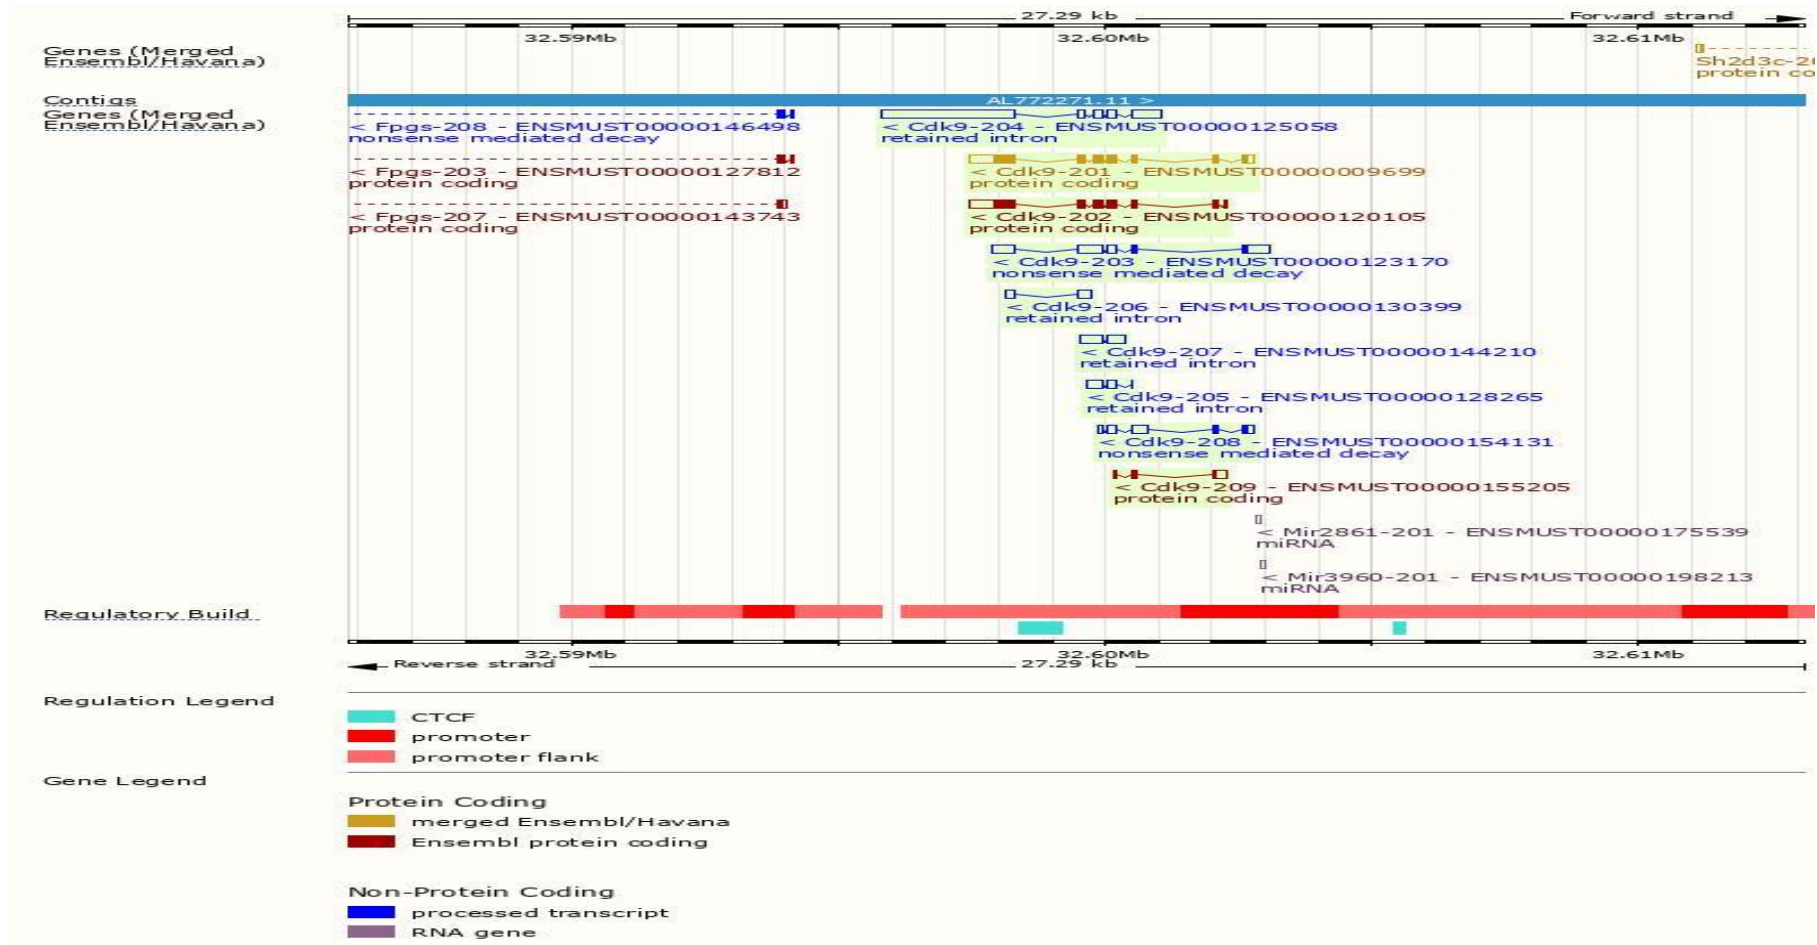 27.29 kb Forward strand
32.59Mb 32.60Mb 32.61Mb
Genes (Merged
Ensembl/Havana)
Sh2d3c-20
protein co
Contigs
AL772271.11 >
Genes (Merged
Ensembl/Havana)
< Fpgs-208 - ENSMUST00000146498
nonsense mediated decay
< Cdk9-204 - ENSMUST00000125058
retained intron
< Fpgs-203 - ENSMUST00000127812
protein coding
< Cdk9-201 - ENSMUST00000009699
protein coding
< Fpgs-207 - ENSMUST00000143743
protein coding
< Cdk9-202 - ENSMUST00000120105
protein coding
< Cdk9-203 - ENSMUST00000123170
nonsense mediated decay
< Cdk9-206 - ENSMUST00000130399
retained intron
< Cdk9-207 - ENSMUST00000144210
retained intron
< Cdk9-205 - ENSMUST00000128265
retained intron
< Cdk9-208 - ENSMUST00000154131
nonsense mediated decay
< Cdk9-209 - ENSMUST00000155205
protein coding
< Mir2861-201 - ENSMUST00000175539
miRNA
< Mir3960-201 - ENSMUST00000198213
miRNA
Regulatory Build
32.59Mb 32.60Mb 32.61Mb
Reverse strand 27.29 kb
Regulation Legend
CTCF
promoter
promoter flank
Gene Legend
Protein Coding
merged Ensembl/Havana
Ensembl protein coding
Non-Protein Coding
processed transcript
RNA gene